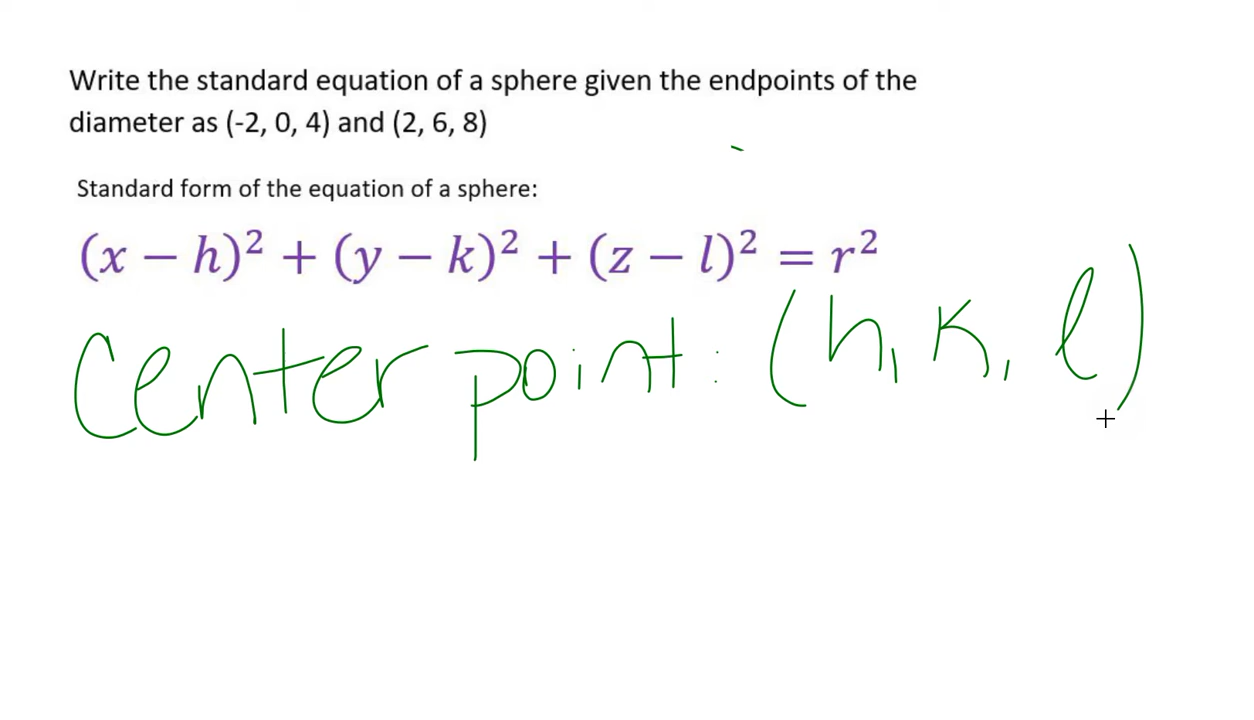 Write the standard equation of a sphere given the endpoints of the
diameter as (-2, 0, 4) and (2, 6, 8)
Standard form of the equation of a sphere:
(x − h)² + (y − k)² + (z − l)² = r²
Center point: (h, k, l)